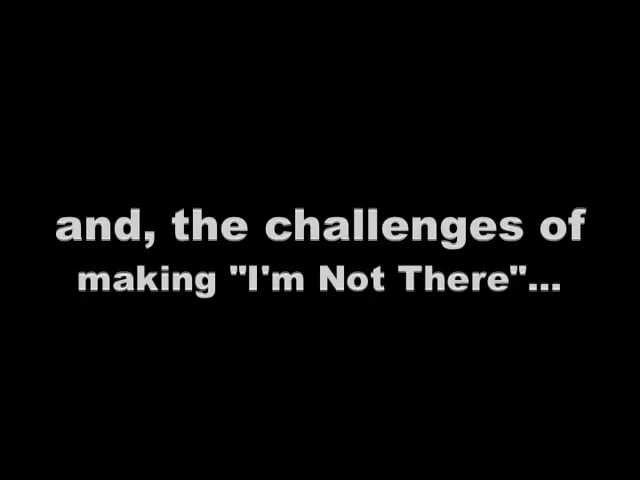 and, the challenges of
making "I'm Not There"...